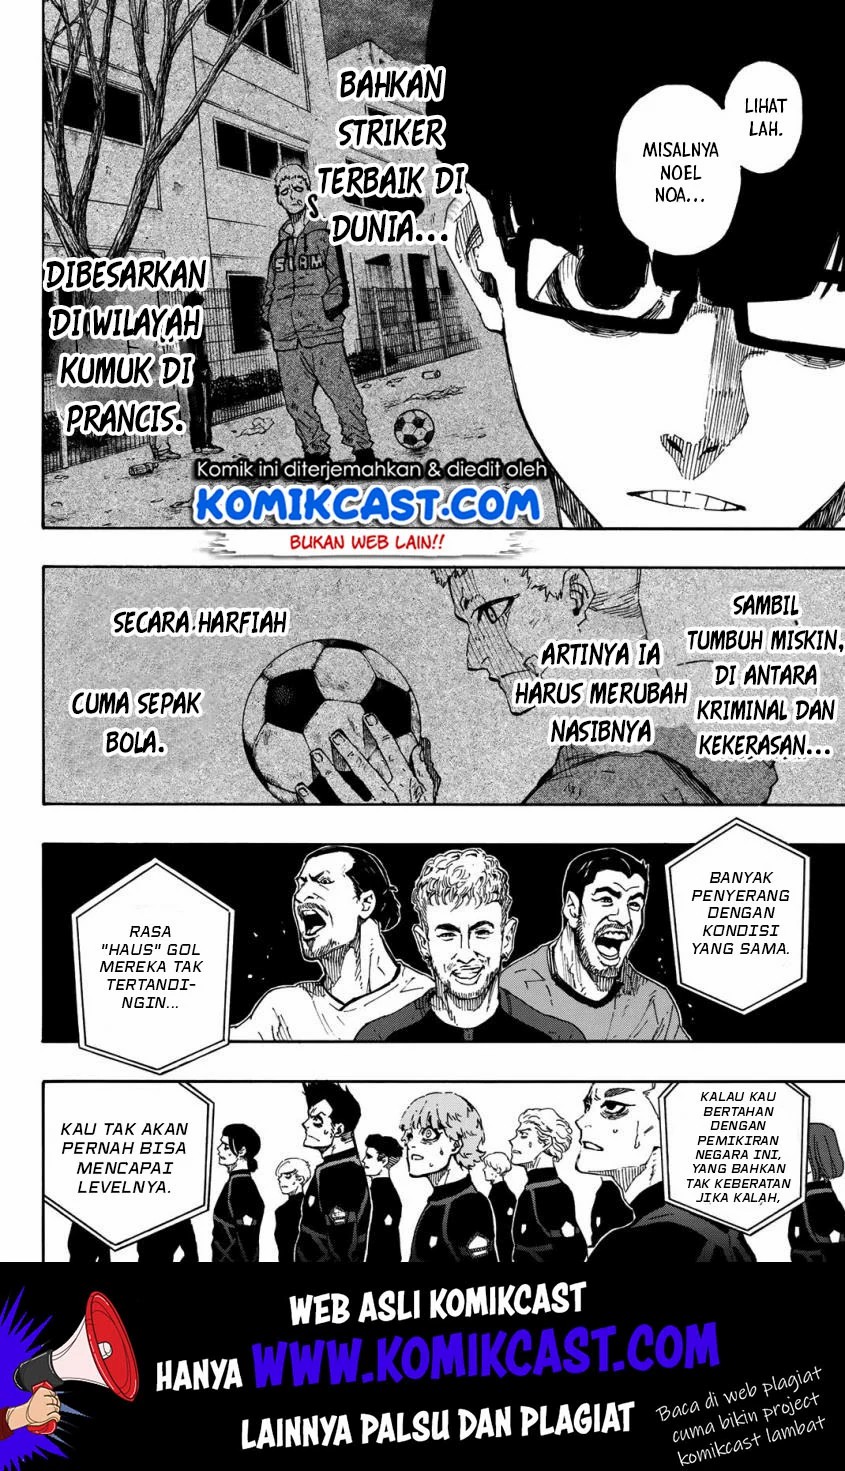 LIHAT
LAH.
MISALNYA
NOEL
NOA...
BAHKAN
STRIKER
TERBAIK DI
DUNIA...
SIAM
DIBESARKAN
DI WILAYAH
KUMUK DI
PRANCIS.
Komik ini diterjemahkan & diedit oleh
KOMIKCAST.COM
BUKAN WEB LAIN!!
SAMBIL
TUMBUH MISKIN,
DI ANTARA
KRIMINAL DAN
KEKERASAN...
ARTINYA IA
HARUS MERUBAH
NASIBNYA
SECARA HARFIAH
CUMA SEPAK
BOLA.
BANYAK
PENYERANG
DENGAN
KONDISI
YANG SAMA.
RASA
"HAUS" GOL
MEREKA TAK
TERTANDI-
NGIN...
KALAU KAU
BERTAHAN
DENGAN
PEMIKIRAN
NEGARA INI,
YANG BAHKAN
TAK KEBERATAN
JIKA KALAH,
KAU TAK AKAN
PERNAH BISA
MENCAPAI
LEVELNYA.
WEB ASLI KOMIKCAST
HANYA WWW.KOMIKCAST.COM
LAINNYA PALSU DAN PLAGIAT
Baca di web plagiat
cuma bikin project
komikcast lambat